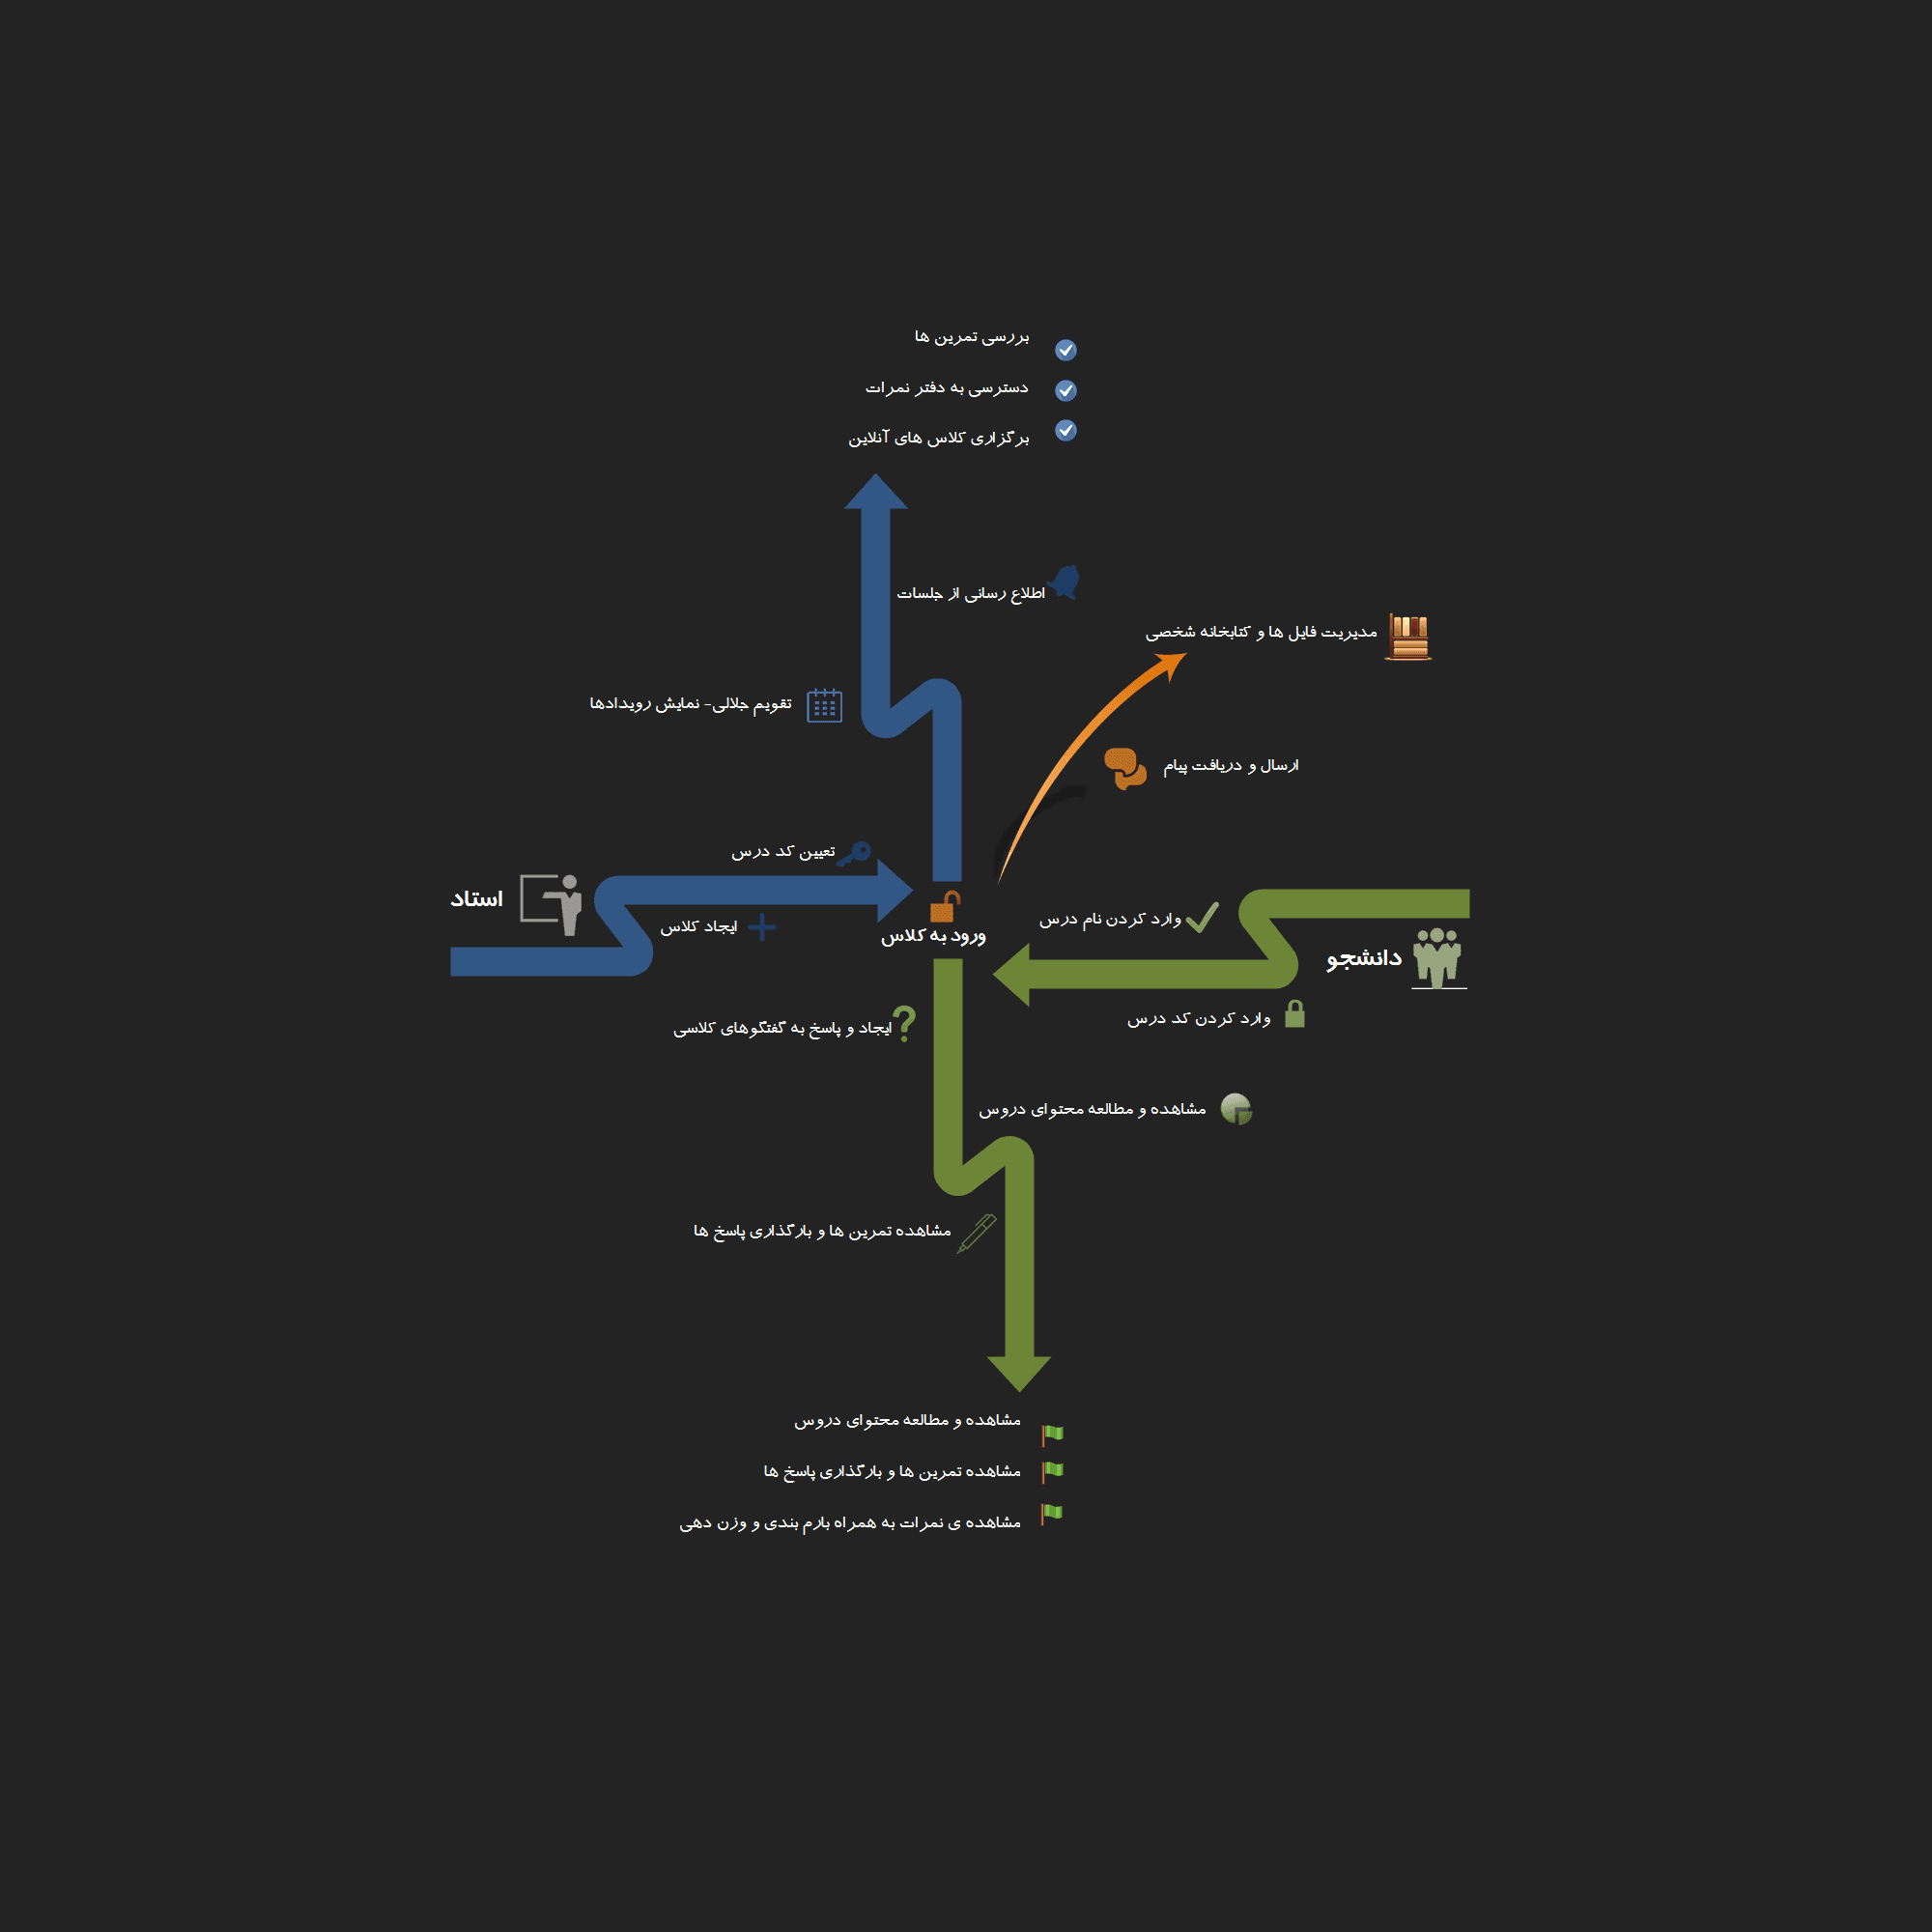 بررسی تمرین ها
دسترسی به دفتر نمرات
برگزاری کلاس های آنلاین
اطلاع رسانی از جلسات
مدیریت فایل ها و کتابخانه شخصی
تقویم جلالی- نمایش رویدادها
ارسال و دریافت پیام
تعیین کد درس
استاد
ایجاد کلاس
ورود به کلاس
وارد کردن نام درس
دانشجو
وارد کردن کد درس
ایجاد و پاسخ به گفتگوهای کلاسی
مشاهده و مطالعه محتوای دروس
مشاهده تمرین ها و بارگذاری پاسخ ها
مشاهده و مطالعه محتوای دروس
مشاهده تمرین ها و بارگذاری پاسخ ها
مشاهده ی نمرات به همراه بارم بندی و وزن دهی